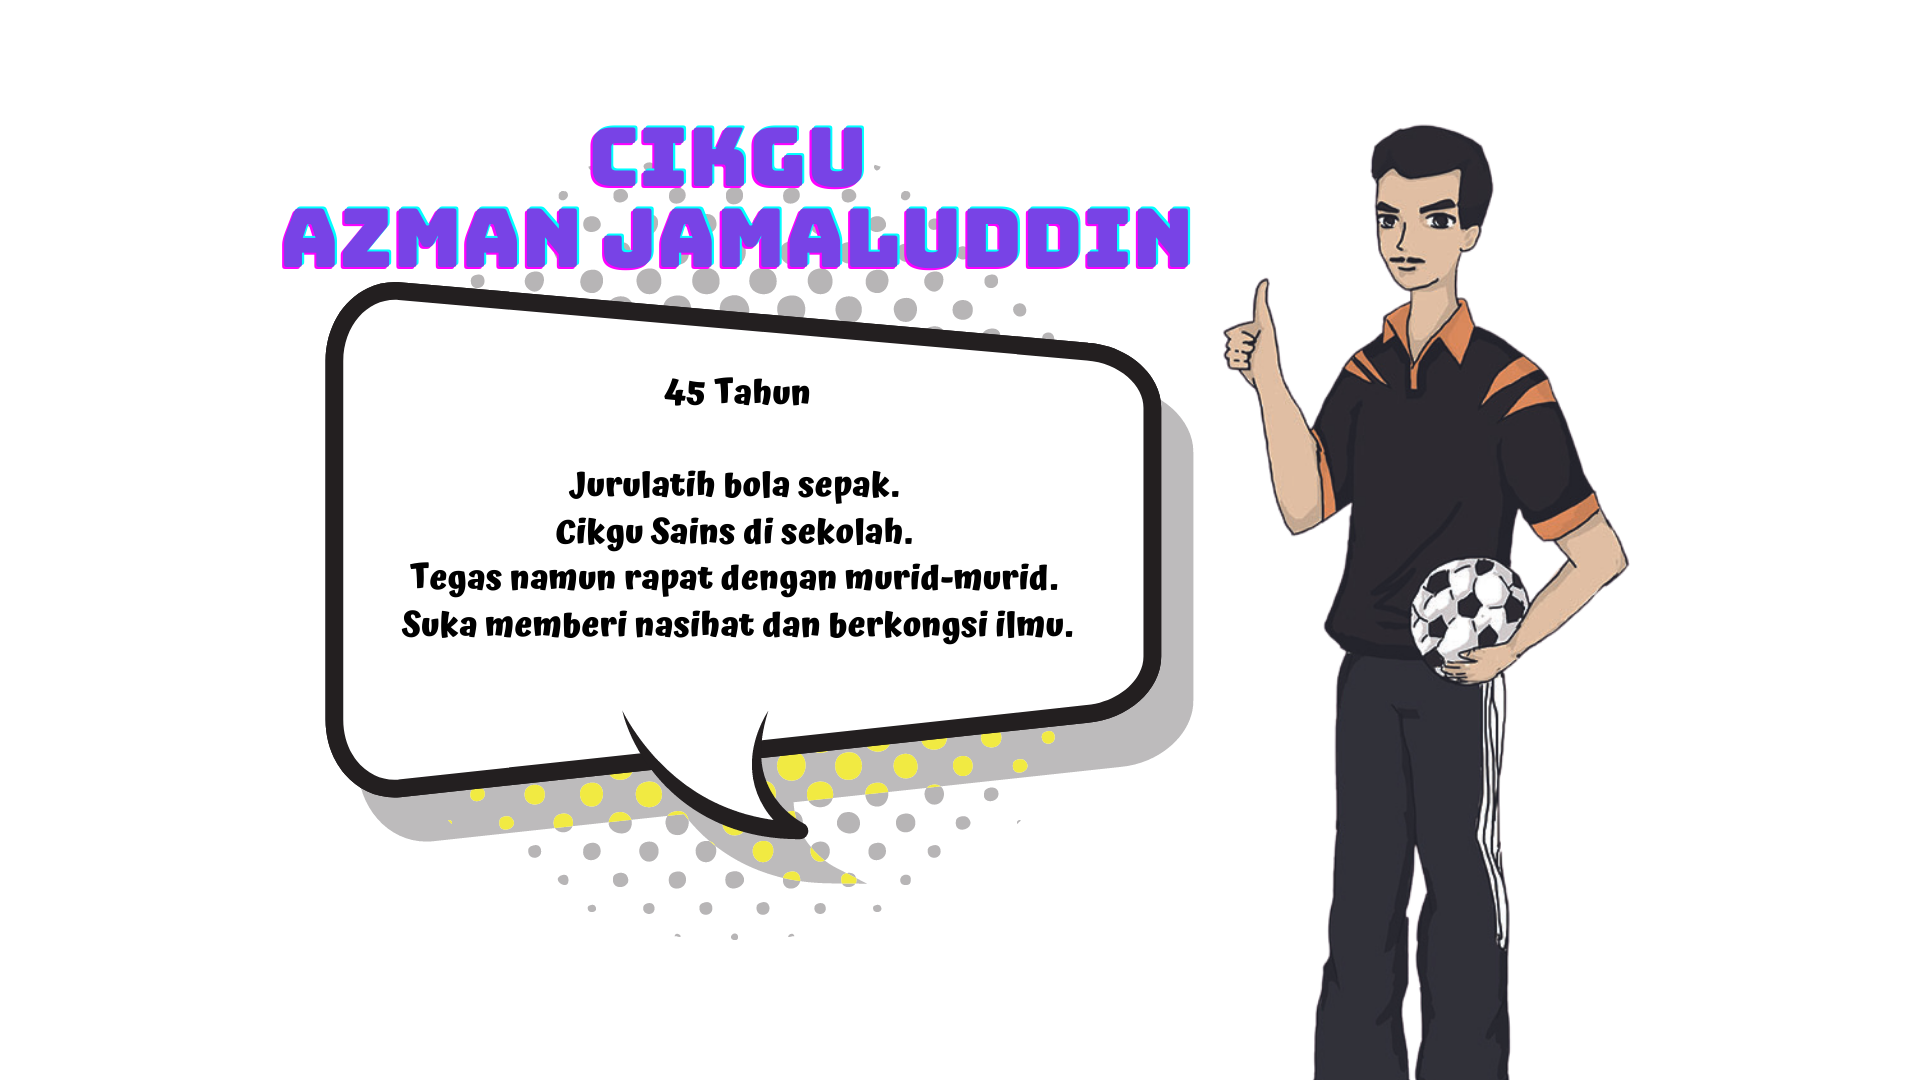 CIKGU
AZMAN JAMALUDDIN
45 Tahun
Jurulatih bola sepak.
Cikgu Sains di sekolah.
Tegas namun rapat dengan murid-murid.
Suka memberi nasihat dan berkongsi ilmu.